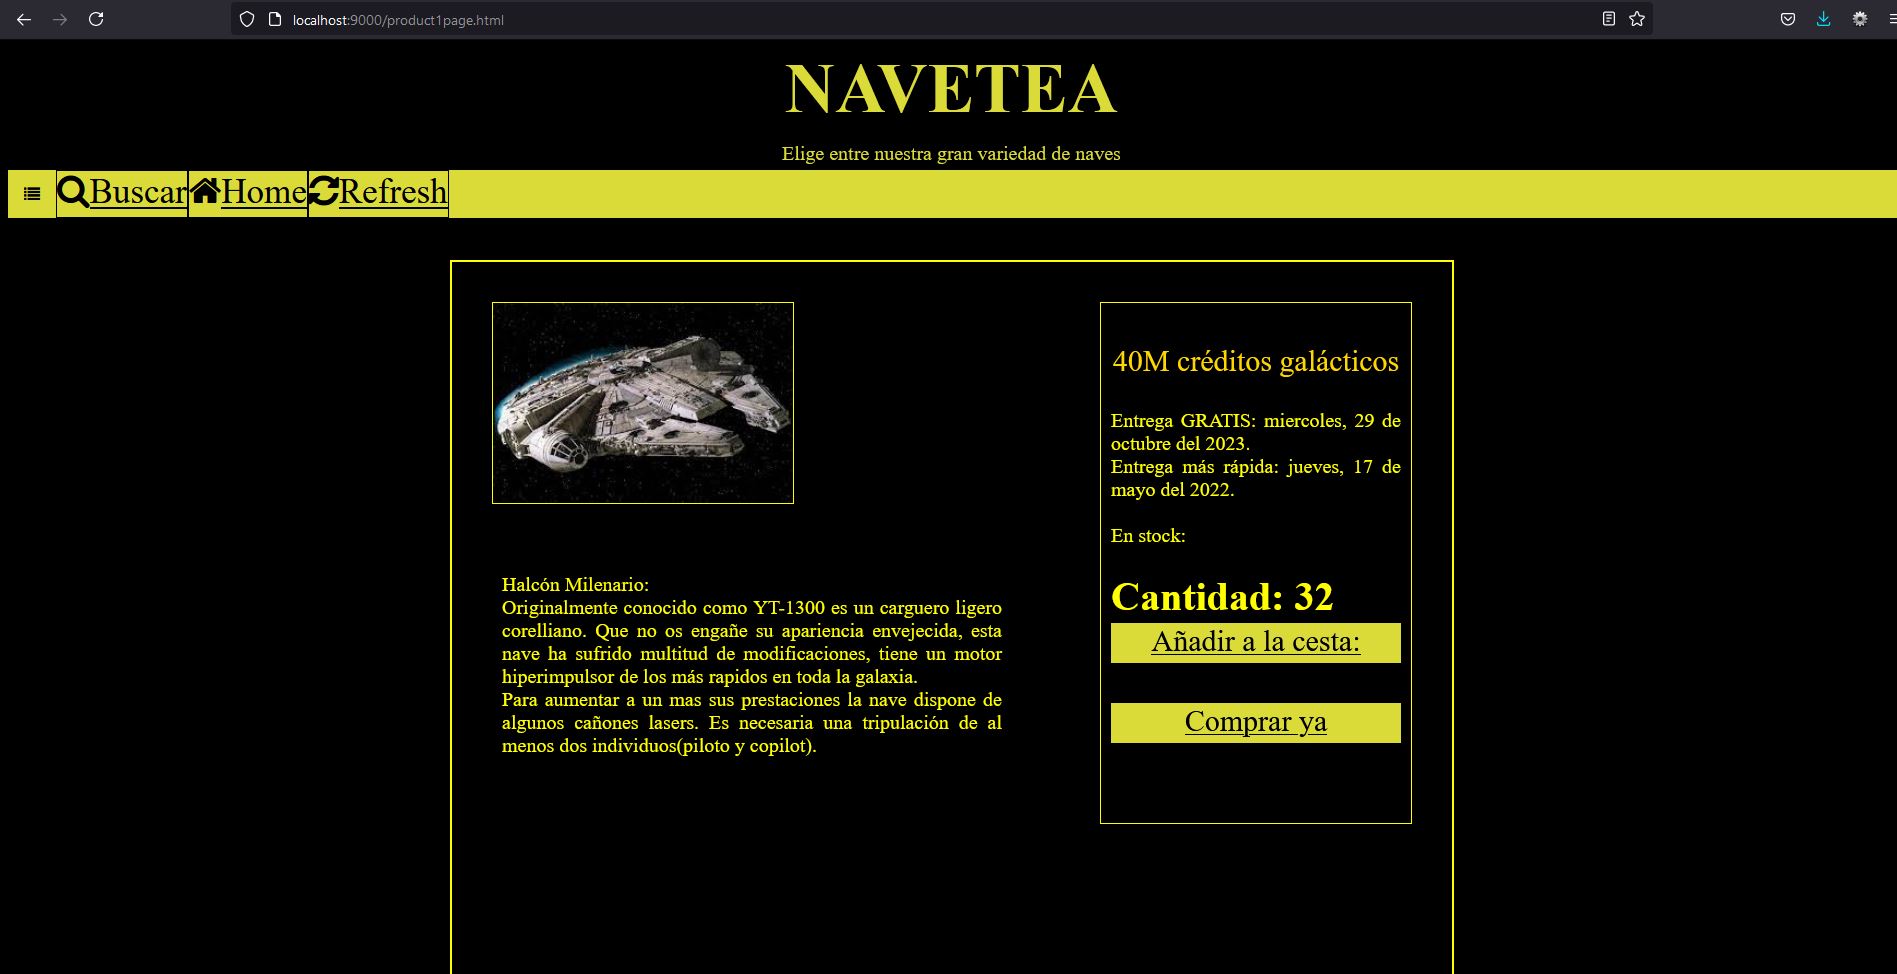 localhost:9000/product1page.html
NAVETEA
Elige entre nuestra gran variedad de naves
Buscar Home Refresh
40M créditos galácticos
Entrega GRATIS: miercoles, 29 de
octubre del 2023.
Entrega más rápida: jueves, 17 de
mayo del 2022.
En stock:
Cantidad: 32
Añadir a la cesta:
Comprar ya
Halcón Milenario:
Originalmente conocido como YT-1300 es un carguero ligero
corelliano. Que no os engañe su apariencia envejecida, esta
nave ha sufrido multitud de modificaciones, tiene un motor
hiperimpulsor de los más rapidos en toda la galaxia.
Para aumentar a un mas sus prestaciones la nave dispone de
algunos cañones lasers. Es necesaria una tripulación de al
menos dos individuos(piloto y copilot).